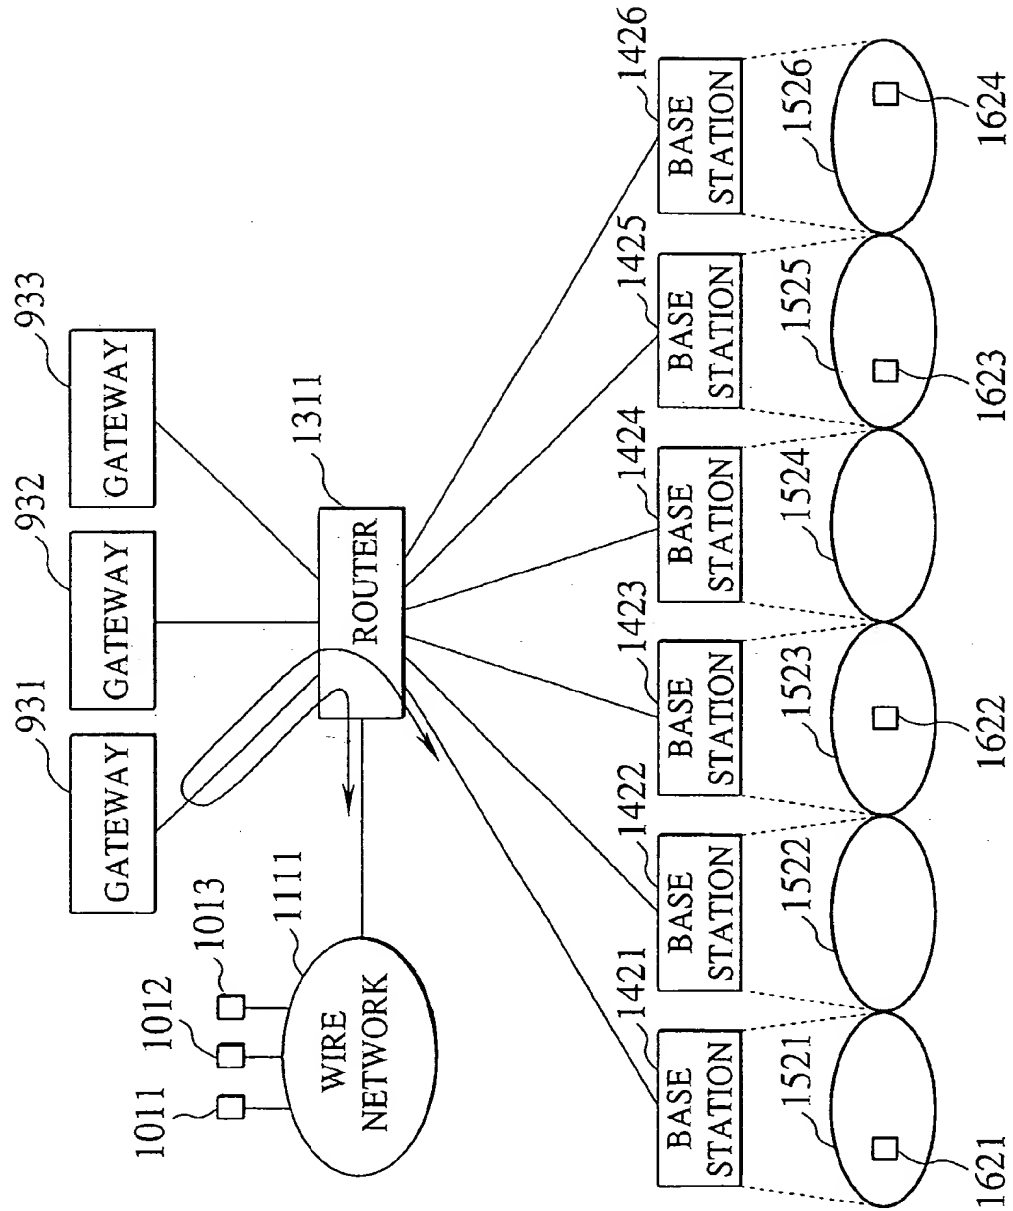 931
932
933
GATEWAY
GATEWAY
GATEWAY
1011
1012
1013
1111
1311
WIRE
NETWORK
ROUTER
1421
1422
1423
1424
1425
1426
BASE
STATION
BASE
STATION
BASE
STATION
BASE
STATION
BASE
STATION
BASE
STATION
1521
1522
1523
1524
1525
1526
1621
1622
1623
1624